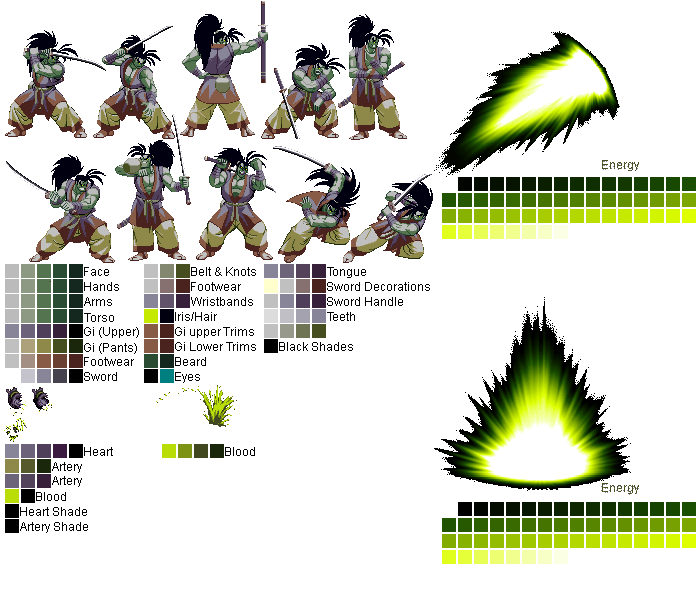 Energy
Face
Belt & Knots
Tongue
Hands
Footwear
Sword Decorations
Arms
Wristbands
Sword Handle
Torso
Iris/Hair
Teeth
Gi (Upper)
Gi upper Trims
Gi (Pants)
Gi Lower Trims
Black Shades
Footwear
Beard
Sword
Eyes
Heart
Blood
Artery
Artery
Blood
Heart Shade
Artery Shade
Energy